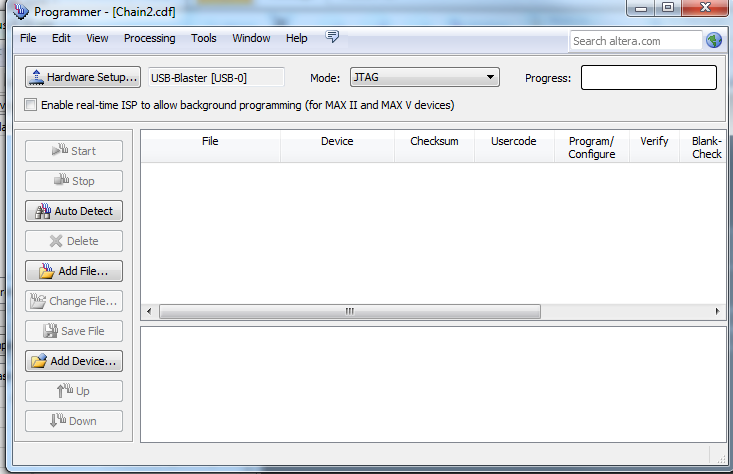 Programmer - [Chain2.cdf]
File Edit View Processing Tools Window Help
Search altera.com
Hardware Setup... USB-Blaster [USB-0] Mode: JTAG Progress:
Enable real-time ISP to allow background programming (for MAX II and MAX V devices)
File Device Checksum Usercode Program/ Configure Verify Blank- Check
Start
Stop
Auto Detect
Delete
Add File...
Change File...
Save File
Add Device...
Up
Down